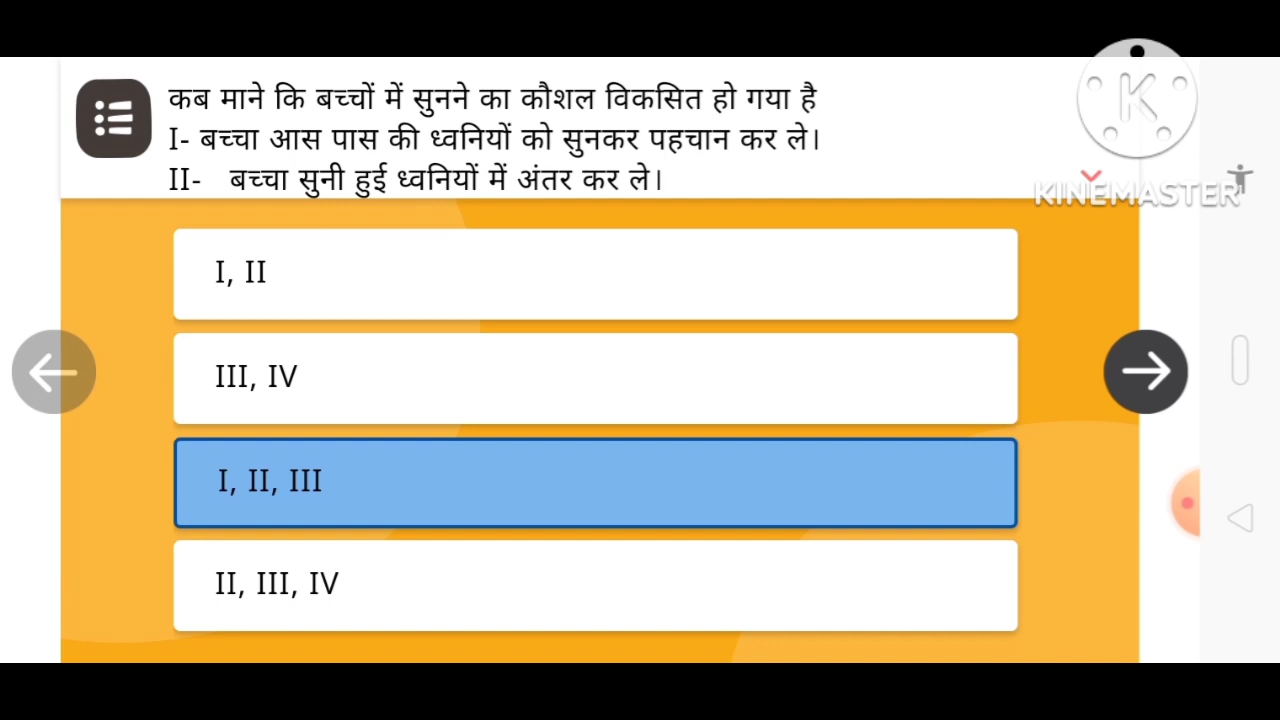 कब माने कि बच्चों में सुनने का कौशल विकसित हो गया है
I- बच्चा आस पास की ध्वनियों को सुनकर पहचान कर ले।
II- बच्चा सुनी हुई ध्वनियों में अंतर कर ले।
K
KINEMASTER
I, II
III, IV
I, II, III
II, III, IV